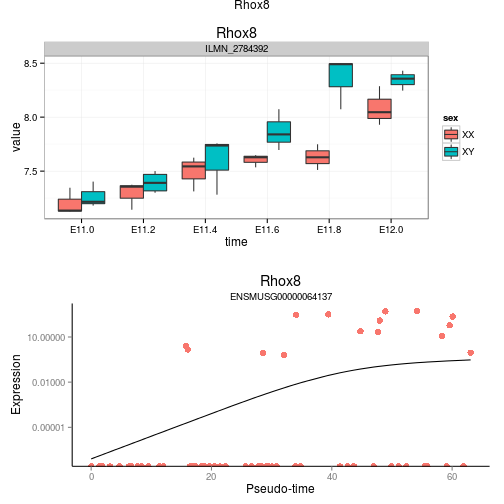 Rhox8
Rhox8
ILMN_2784392
8.5
8.0
7.5
value
E11.0 E11.2 E11.4 E11.6 E11.8 E12.0
time
sex
XX
XY
Rhox8
ENSMUSG00000064137
10.00000
0.01000
0.00001
Expression
0 20 40 60
Pseudo-time